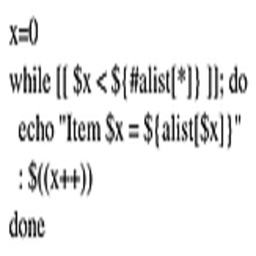 x=0
while [[ $x < ${#alist[*]} ]]; do
echo "Item $x = ${alist[$x]}"
: $((x++))
done